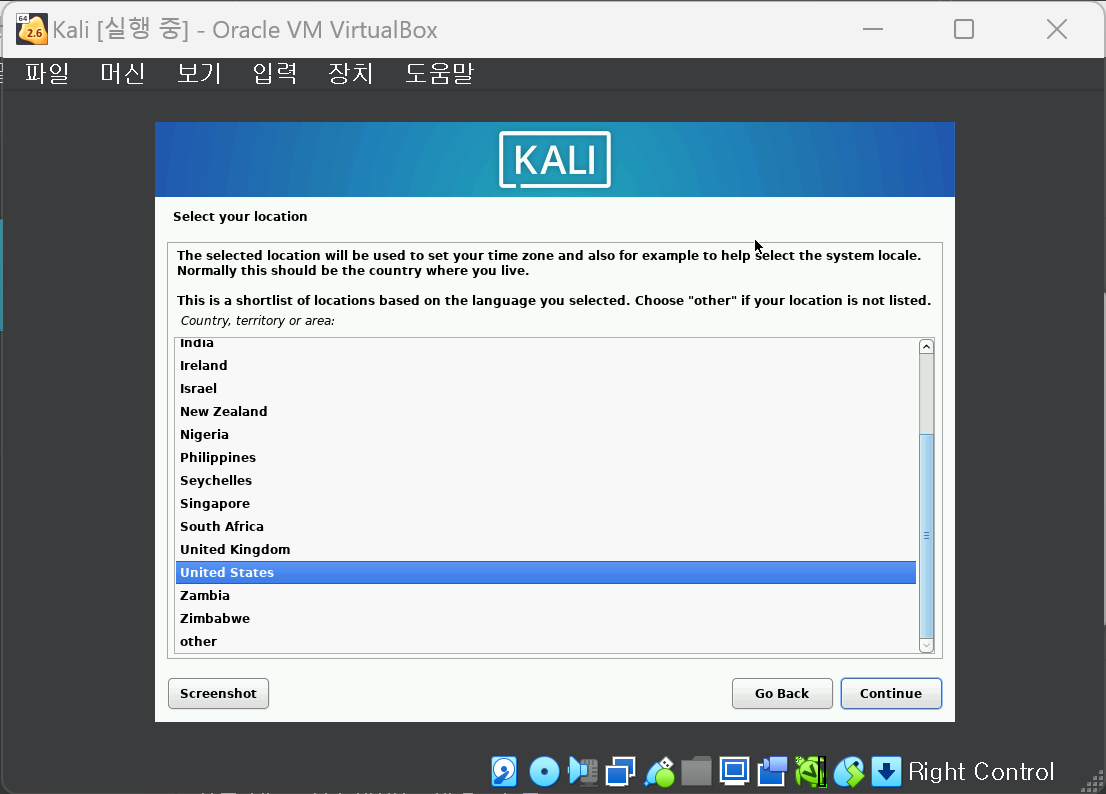 64
2.6
Kali [실행 중] - Oracle VM VirtualBox
파일 머신 보기 입력 장치 도움말
KALI
Select your location
The selected location will be used to set your time zone and also for example to help select the system locale.
Normally this should be the country where you live.
This is a shortlist of locations based on the language you selected. Choose "other" if your location is not listed.
Country, territory or area:
India
Ireland
Israel
New Zealand
Nigeria
Philippines
Seychelles
Singapore
South Africa
United Kingdom
United States
Zambia
Zimbabwe
other
Screenshot Go Back Continue
Right Control